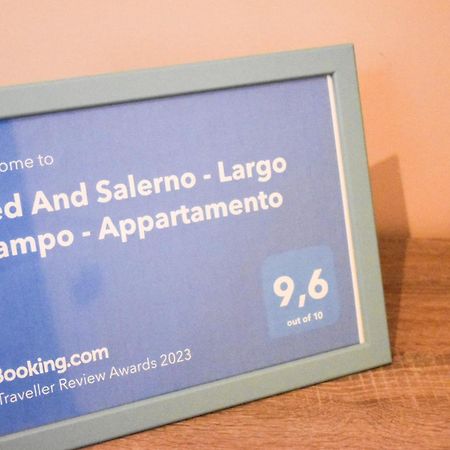 ome to
ed And Salerno - Largo
ampo - Appartamento
9,6
out of 10
Booking.com
Traveller Review Awards 2023